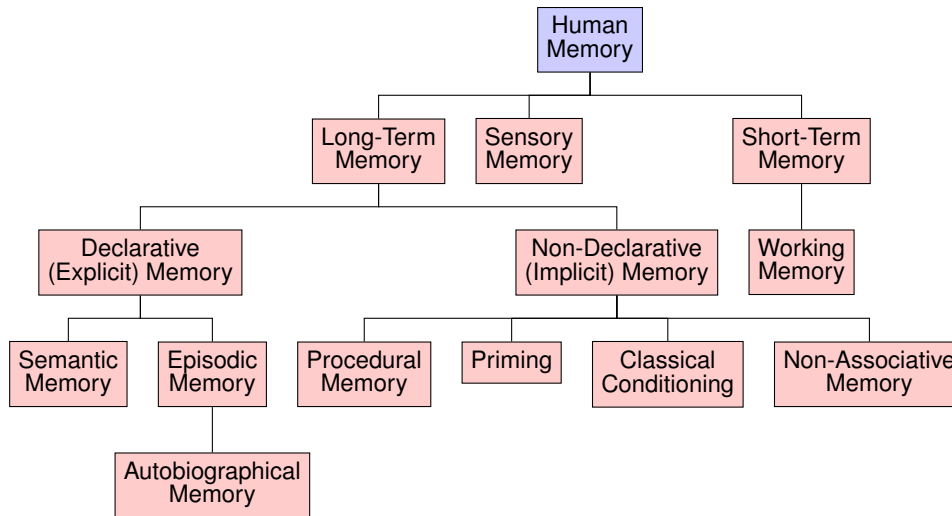 Human
Memory
Long-Term
Memory
Sensory
Memory
Short-Term
Memory
Declarative
(Explicit) Memory
Non-Declarative
(Implicit) Memory
Working
Memory
Semantic
Memory
Episodic
Memory
Procedural
Memory
Priming
Classical
Conditioning
Non-Associative
Memory
Autobiographical
Memory